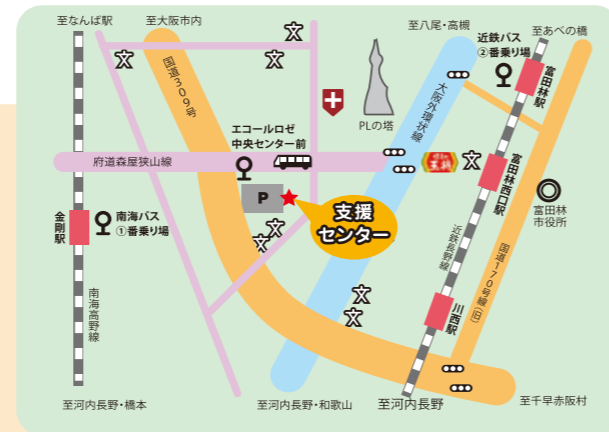 至なんば駅
至大阪市内
至八尾・高槻
近鉄バス
②番乗り場
至あべの橋
国道309号
大阪外環状線
富田林駅
PLの塔
エコールロゼ
中央センター前
府道森屋狭山線
富田林西口駅
P
支援
センター
富田林
市役所
金剛駅
南海バス
①番乗り場
近鉄長野線
国道170号線(旧)
南海高野線
川西駅
至河内長野・橋本
至河内長野・和歌山
至河内長野
至千早赤阪村